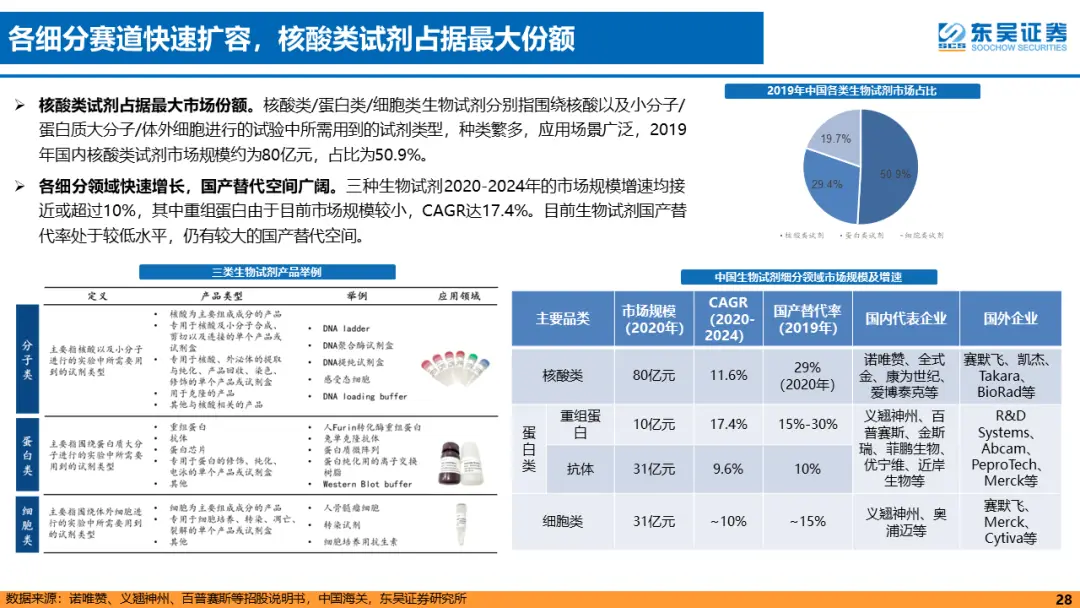 各细分赛道快速扩容，核酸类试剂占据最大份额
东吴证券
SCS SOOCHOW SECURITIES
➢ 核酸类试剂占据最大市场份额。核酸类/蛋白类/细胞类生物试剂分别指围绕核酸以及小分子/
蛋白质大分子/体外细胞进行的试验中所需用到的试剂类型，种类繁多，应用场景广泛，2019
年国内核酸类试剂市场规模约为80亿元，占比为50.9%。
➢ 各细分领域快速增长，国产替代空间广阔。三种生物试剂2020-2024年的市场规模增速均接
近或超过10%，其中重组蛋白由于目前市场规模较小，CAGR达17.4%。目前生物试剂国产替
代率处于较低水平，仍有较大的国产替代空间。
2019年中国各类生物试剂市场占比
19.7%
50.9%
29.4%
• 核酸类试剂 • 蛋白类试剂 • 细胞类试剂
三类生物试剂产品举例
定义 产品类型 举例 应用领域
分子类
主要指核酸以及小分子
进行的实验中所需要用
到的试剂类型
• 核酸为主要组成成分的产品
• 专用于核酸及小分子合成、
剪切以及连接的单个产品或
试剂盒
• 专用于核酸、外泌体的提取
与纯化、产品回收、染色、
修饰的单个产品或试剂盒
• 用于克隆的产品
• 其他与核酸相关的产品
• DNA ladder
• DNA聚合酶试剂盒
• DNA提纯试剂盒
• 感受态细胞
• DNA loading buffer
蛋白类
主要指围绕蛋白质大分
子进行的实验中所需要
用到的试剂类型
• 重组蛋白
• 抗体
• 蛋白芯片
• 专用于蛋白的修饰、纯化、
电泳的单个产品或试剂盒
• 其他
• 人Furin转化酶重组蛋白
• 兔单克隆抗体
• 蛋白质微阵列
• 蛋白纯化用的离子交换
树脂
• Western Blot buffer
细胞类
主要指围绕体外细胞进
行的实验中所需要用到
的试剂类型
• 细胞为主要组成成分的产品
• 专用于细胞培养、转染、凋亡、
裂解的单个产品或试剂盒
• 其他
• 人骨髓瘤细胞
• 转染试剂
• 细胞培养用抗生素
中国生物试剂细分领域市场规模及增速
主要品类 市场规模（2020年） CAGR（2020-2024） 国产替代率（2019年） 国内代表企业 国外企业
核酸类 80亿元 11.6% 29%（2020年） 诺唯赞、全式金、康为世纪、爱博泰克等 赛默飞、凯杰、Takara、BioRad等
蛋白类 重组蛋白 10亿元 17.4% 15%-30% 义翘神州、百普赛斯、金斯瑞、菲鹏生物、优宁维、近岸生物等 R&D Systems、Abcam、PeproTech、Merck等
抗体 31亿元 9.6% 10%
细胞类 31亿元 ~10% ~15% 义翘神州、奥浦迈等 赛默飞、Merck、Cytiva等
数据来源：诺唯赞、义翘神州、百普赛斯等招股说明书，中国海关，东吴证券研究所
28